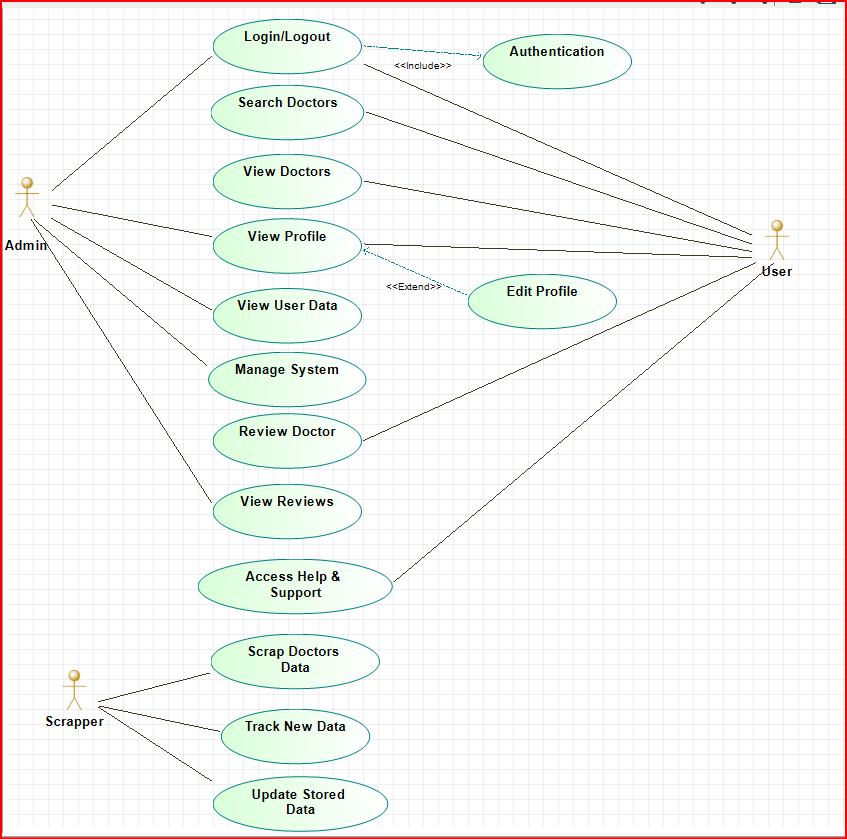 Login/Logout
Authentication
<<Include>>
Search Doctors
View Doctors
Admin
View Profile
User
<<Extend>>
Edit Profile
View User Data
Manage System
Review Doctor
View Reviews
Access Help &
Support
Scrap Doctors
Data
Scrapper
Track New Data
Update Stored
Data